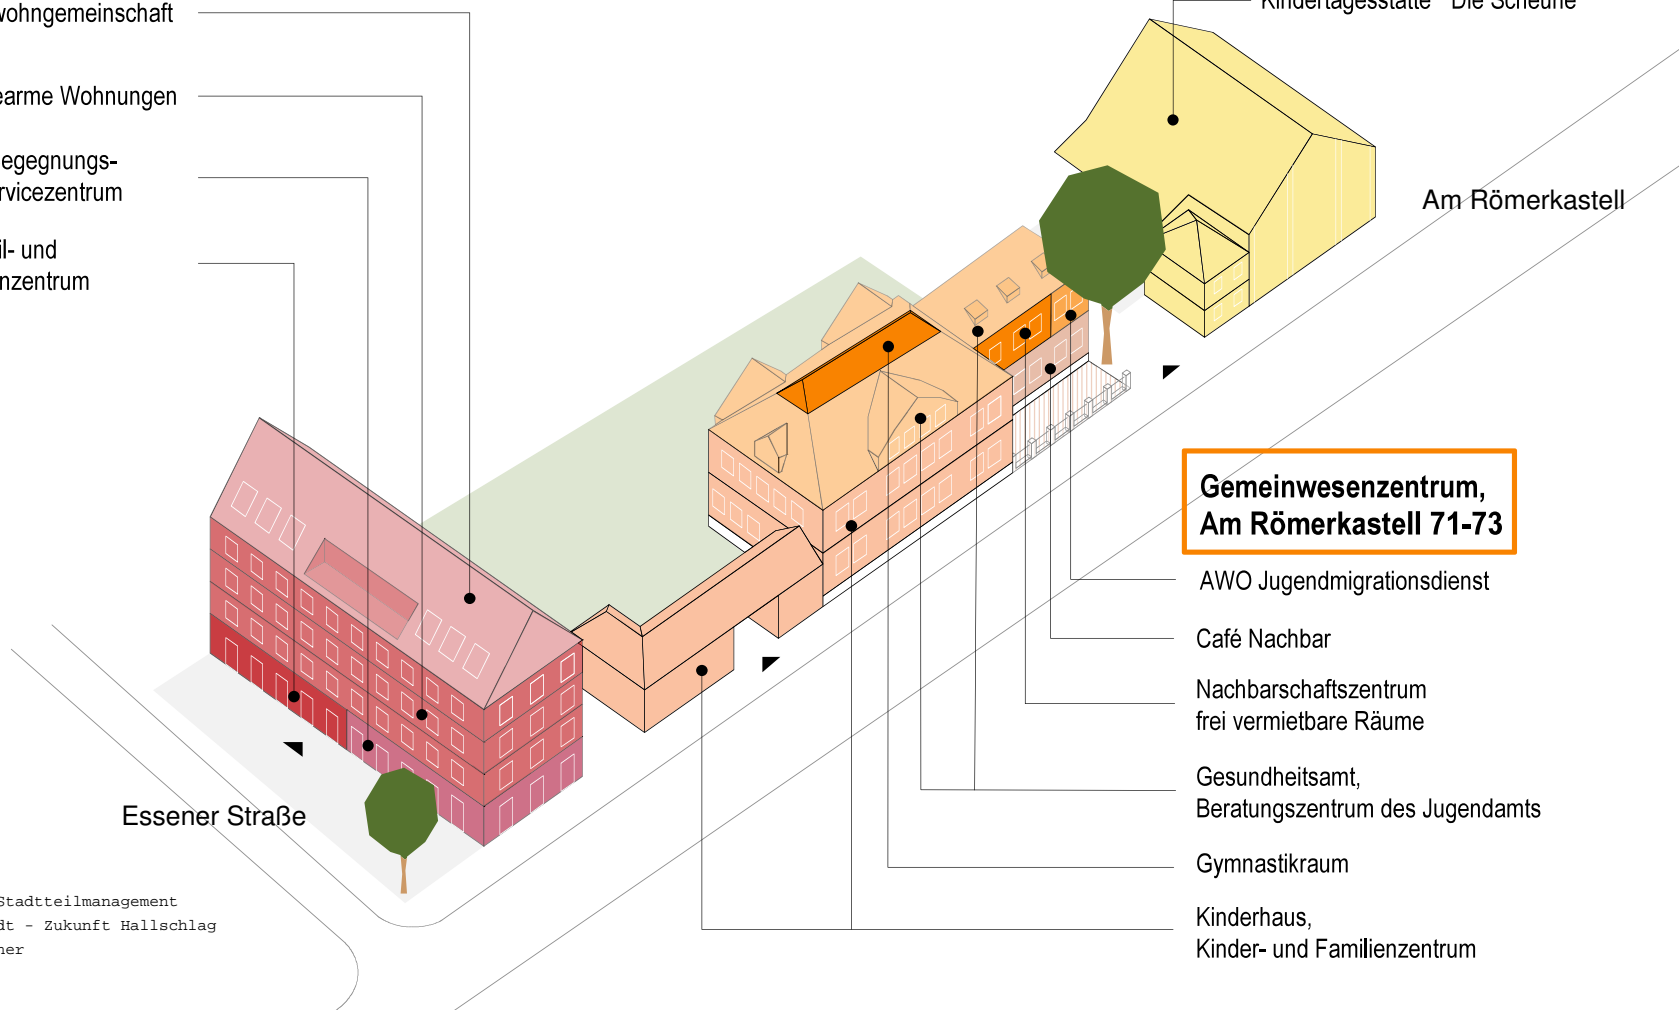 wohngemeinschaft
earme Wohnungen
egegnungs-
rvicezentrum
il- und
nzentrum
Kindertagesstätte "Die Scheune"
Am Römerkastell
Gemeinwesenzentrum,
Am Römerkastell 71-73
AWO Jugendmigrationsdienst
Café Nachbar
Nachbarschaftszentrum
frei vermietbare Räume
Gesundheitsamt,
Beratungszentrum des Jugendamts
Gymnastikraum
Kinderhaus,
Kinder- und Familienzentrum
Essener Straße
Stadtteilmanagement
dt - Zukunft Hallschlag
ner